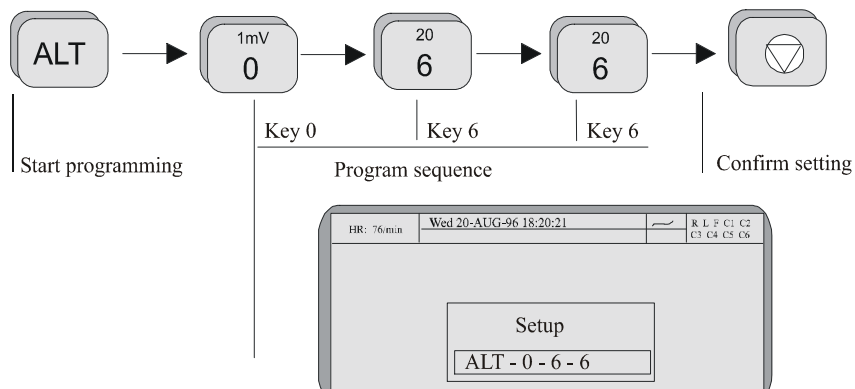 1mV
20
20
ALT
0
6
6
Key 0
Key 6
Key 6
Start programming
Program sequence
Confirm setting
HR: 76/min
Wed 20-AUG-96 18:20:21
R L F C1 C2
C3 C4 C5 C6
Setup
ALT - 0 - 6 - 6